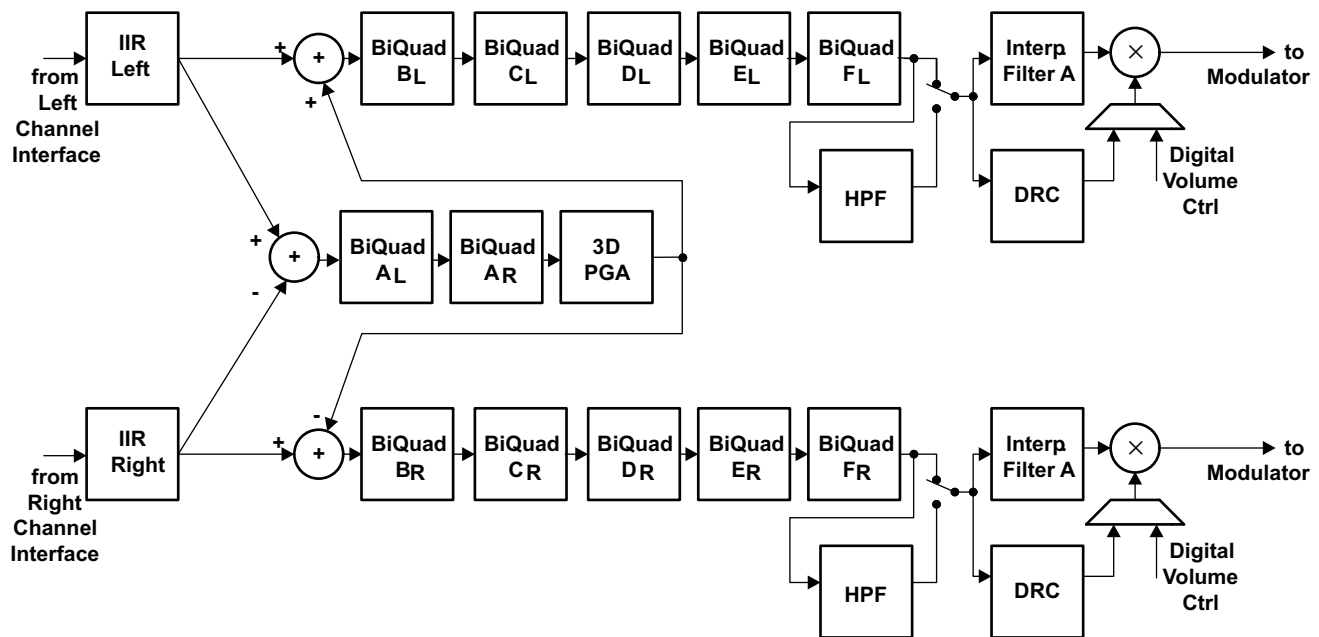 IIR
Left
from
Left
Channel
Interface
+
+
+
BiQuad
BL
BiQuad
CL
BiQuad
DL
BiQuad
EL
BiQuad
FL
HPF
Interp.
Filter A
DRC
×
to
Modulator
Digital
Volume
Ctrl
+
-
+
BiQuad
AL
BiQuad
AR
3D
PGA
IIR
Right
from
Right
Channel
Interface
-
+
+
BiQuad
BR
BiQuad
CR
BiQuad
DR
BiQuad
ER
BiQuad
FR
HPF
Interp.
Filter A
DRC
×
to
Modulator
Digital
Volume
Ctrl